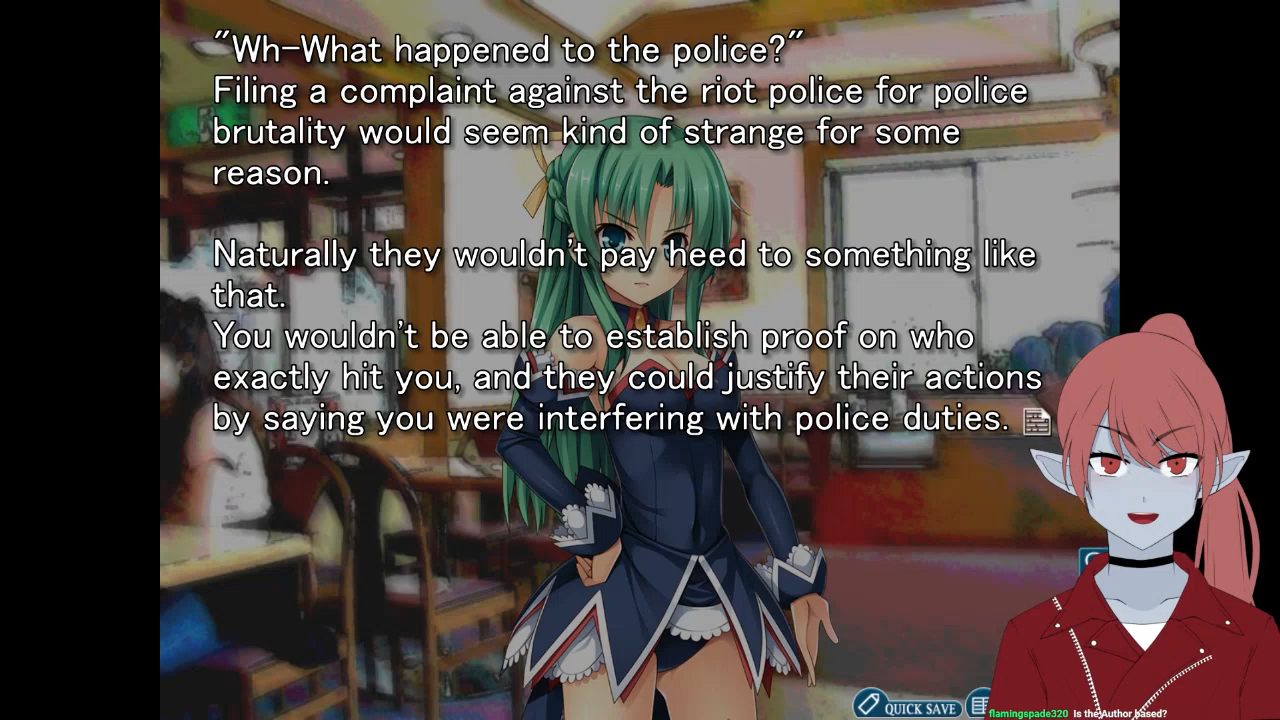 "Wh-What happened to the police?"
Filing a complaint against the riot police for police
brutality would seem kind of strange for some
reason.
Naturally they wouldn't pay heed to something like
that.
You wouldn't be able to establish proof on who
exactly hit you, and they could justify their actions
by saying you were interfering with police duties.
QUICK SAVE
flamingspade320 Is the Author based?